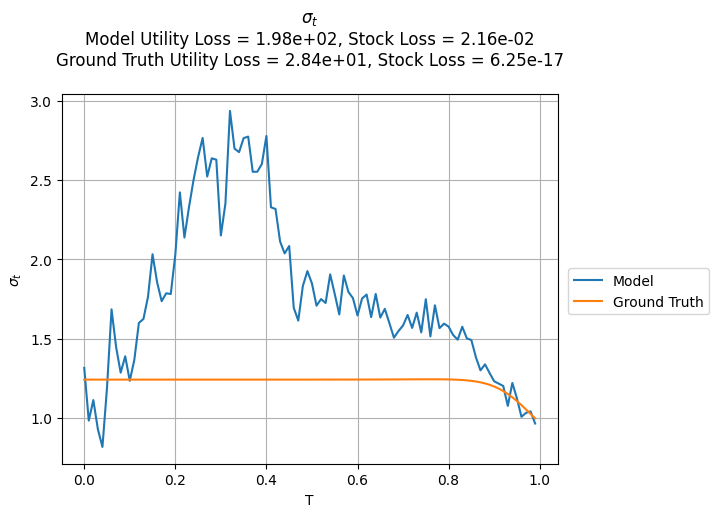 σt
Model Utility Loss = 1.98e+02, Stock Loss = 2.16e-02
Ground Truth Utility Loss = 2.84e+01, Stock Loss = 6.25e-17
3.0
2.5
2.0
1.5
1.0
σt
0.0 0.2 0.4 0.6 0.8 1.0
T
Model
Ground Truth